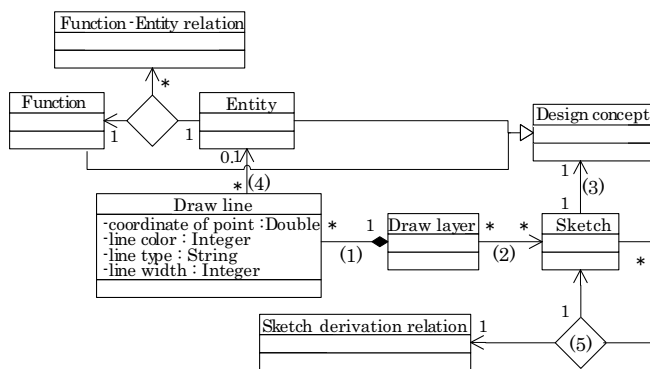 Function-Entity relation
*
Function
Entity
Design concept
1
1
0.1
1
* (4)
(3)
1
Draw line
-coordinate of point :Double
-line color : Integer
-line type : String
-line width : Integer
*
1
Draw layer
*
*
Sketch
(1)
(2)
*
1
Sketch derivation relation
1
(5)